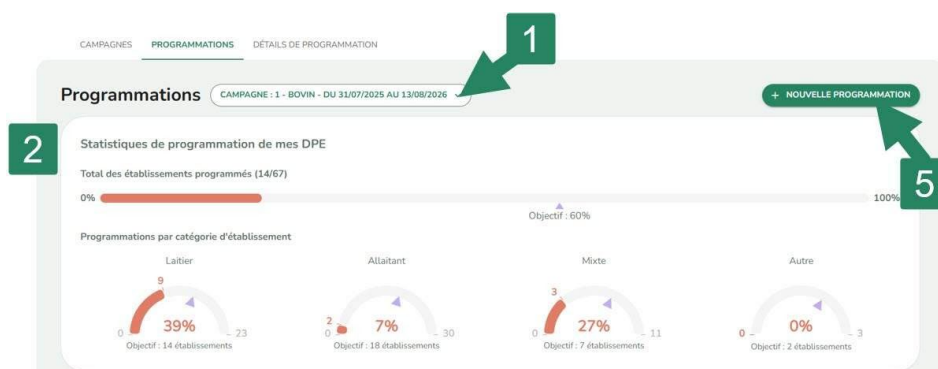 CAMPAGNES PROGRAMMATIONS DÉTAILS DE PROGRAMMATION
1
Programmations CAMPAGNE : 1 - BOVIN - DU 31/07/2025 AU 13/08/2026 + NOUVELLE PROGRAMMATION
2
Statistiques de programmation de mes DPE
5
Total des établissements programmés (14/67)
0% 100%
Objectif : 60%
Programmations par catégorie d'établissement
Laitier Allaitant Mixte Autre
9 3
2
0 39% 23 0 7% 30 0 27% 11 0 0% 3
Objectif : 14 établissements Objectif : 18 établissements Objectif : 7 établissements Objectif : 2 établissements